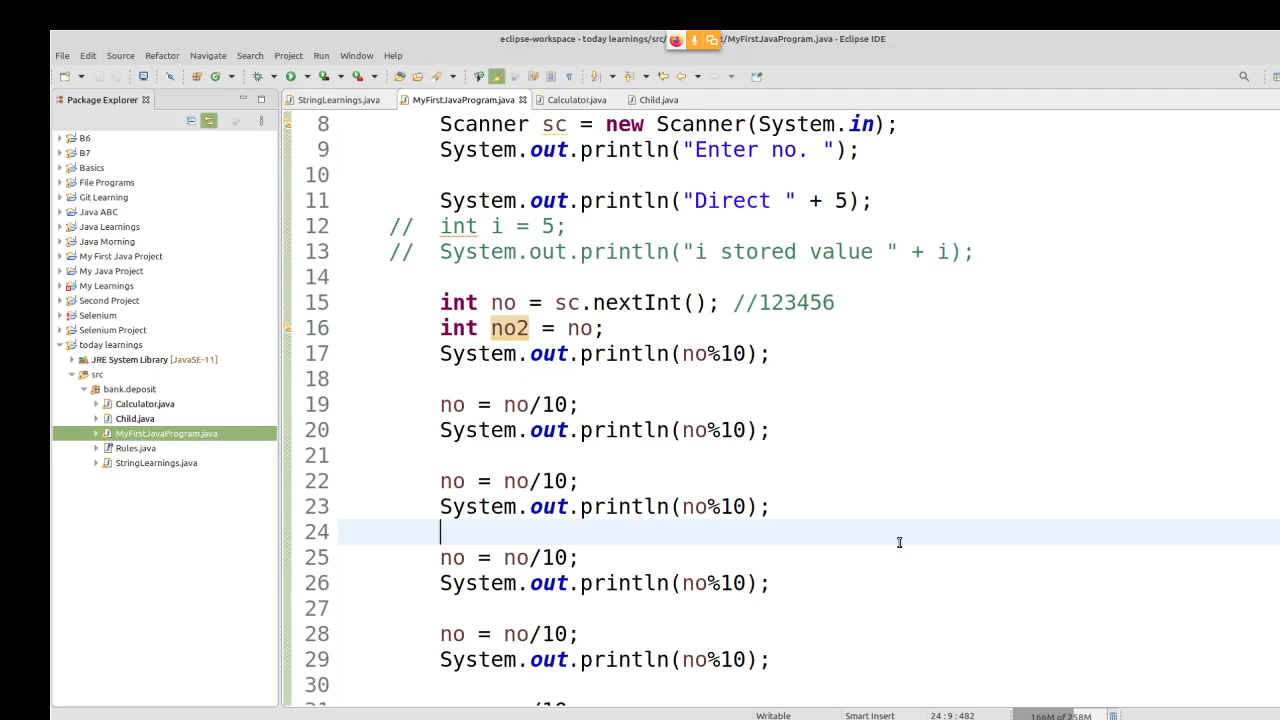 eclipse-workspace - today learnings/src/ t/MyFirstJavaProgram.java - Eclipse IDE
File Edit Source Refactor Navigate Search Project Run Window Help
Package Explorer
StringLearnings.java MyFirstJavaProgram.java Calculator.java Child.java
B6
B7
Basics
File Programs
Git Learning
Java ABC
Java Learnings
Java Morning
My First Java Project
My Java Project
My Learnings
Second Project
Selenium
Selenium Project
today learnings
JRE System Library [JavaSE-11]
src
bank.deposit
Calculator.java
Child.java
MyFirstJavaProgram.java
Rules.java
StringLearnings.java
8 Scanner sc = new Scanner(System.in);
9 System.out.println("Enter no. ");
10
11 System.out.println("Direct " + 5);
12 // int i = 5;
13 // System.out.println("i stored value " + i);
14
15 int no = sc.nextInt(); //123456
16 int no2 = no;
17 System.out.println(no%10);
18
19 no = no/10;
20 System.out.println(no%10);
21
22 no = no/10;
23 System.out.println(no%10);
24
25 no = no/10;
26 System.out.println(no%10);
27
28 no = no/10;
29 System.out.println(no%10);
30
Writable Smart Insert 24 : 9 : 482 166M of 258M